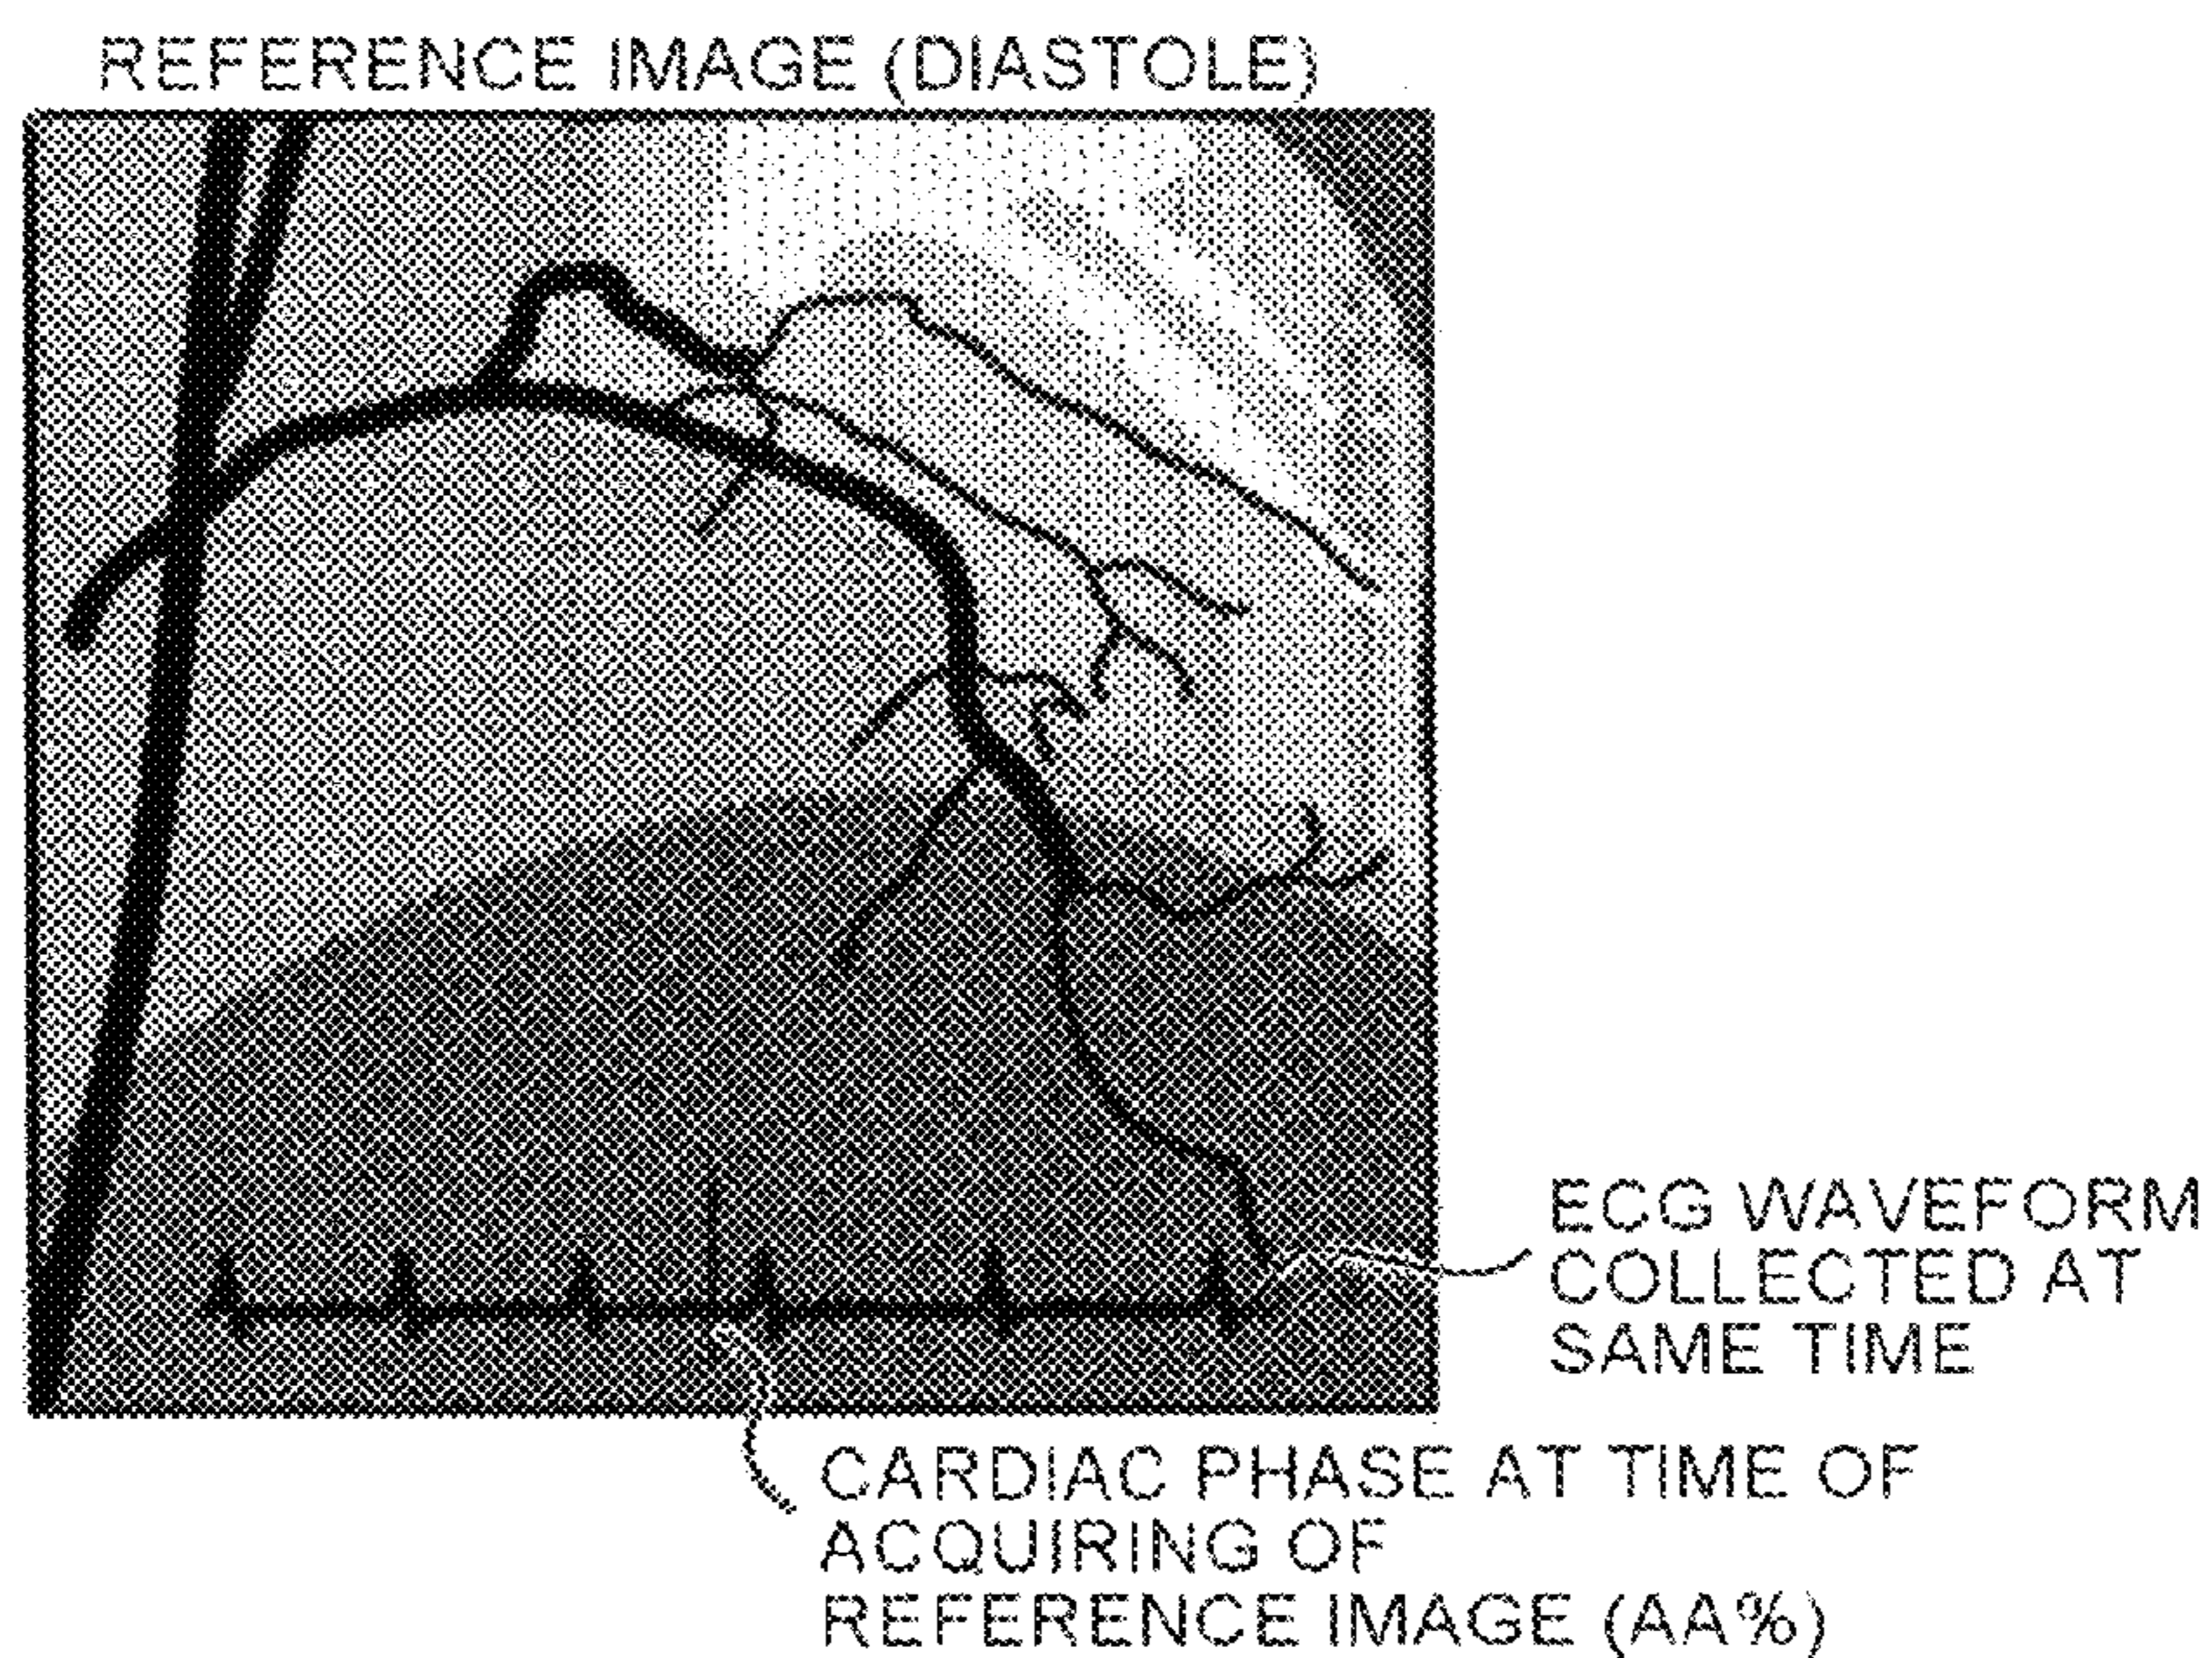 REFERENCE IMAGE (DIASTOLE)
ECG WAVEFORM
COLLECTED AT
SAME TIME
CARDIAC PHASE AT TIME OF
ACQUIRING OF
REFERENCE IMAGE (AA%)